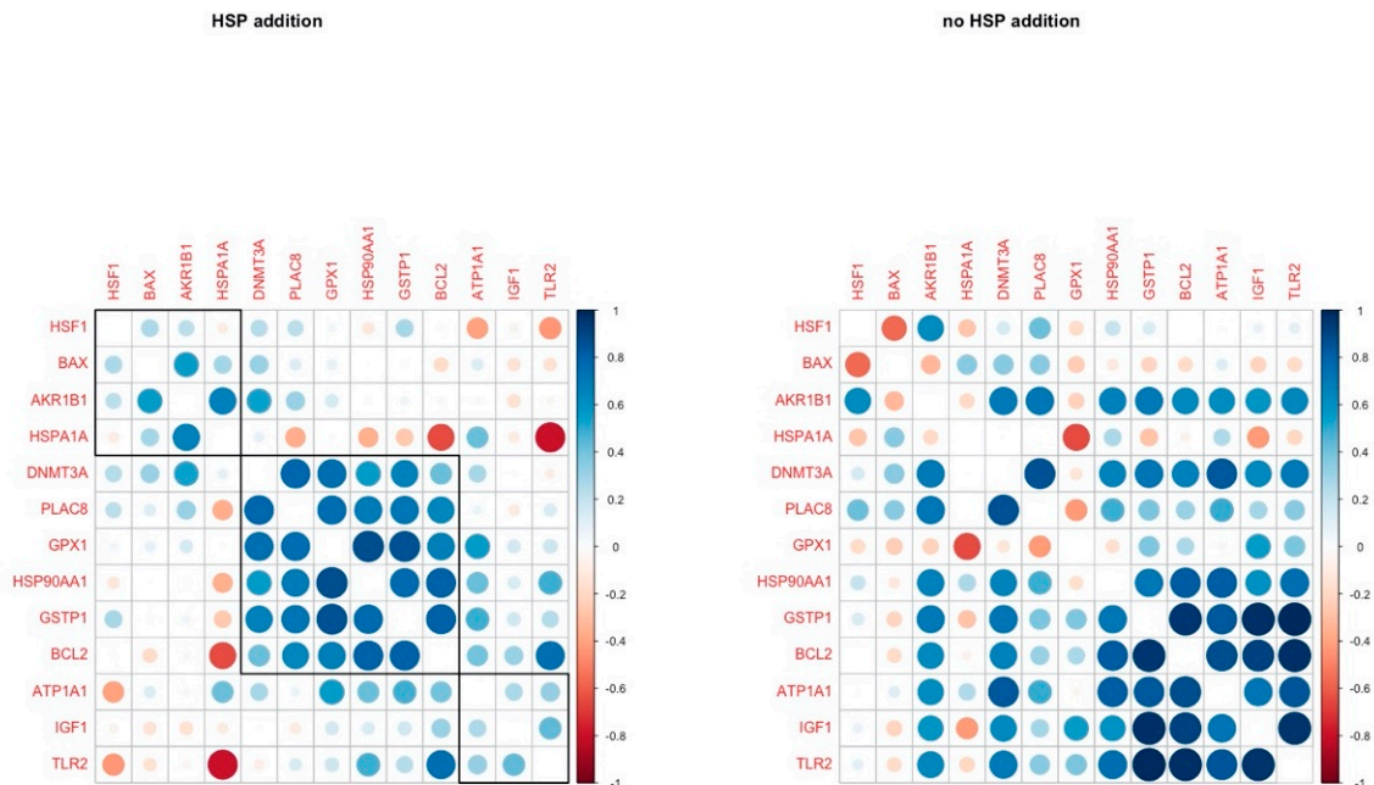 HSP addition
no HSP addition
HSF1 BAX AKR1B1 HSPA1A DNMT3A PLAC8 GPX1 HSP90AA1 GSTP1 BCL2 ATP1A1 IGF1 TLR2
HSF1
BAX
AKR1B1
HSPA1A
DNMT3A
PLAC8
GPX1
HSP90AA1
GSTP1
BCL2
ATP1A1
IGF1
TLR2
1
0.8
0.6
0.4
0.2
0
-0.2
-0.4
-0.6
-0.8
-1
HSF1 BAX AKR1B1 HSPA1A DNMT3A PLAC8 GPX1 HSP90AA1 GSTP1 BCL2 ATP1A1 IGF1 TLR2
HSF1
BAX
AKR1B1
HSPA1A
DNMT3A
PLAC8
GPX1
HSP90AA1
GSTP1
BCL2
ATP1A1
IGF1
TLR2
1
0.8
0.6
0.4
0.2
0
-0.2
-0.4
-0.6
-0.8
-1